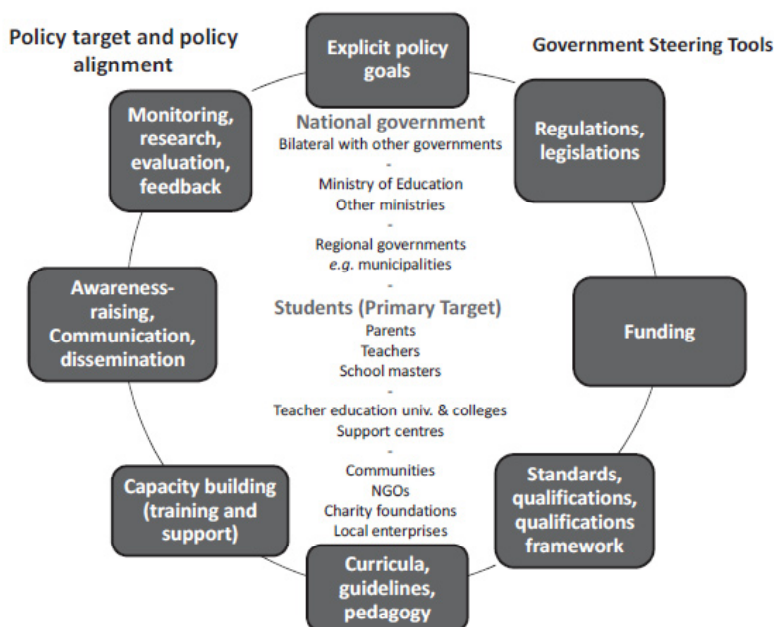 Policy target and policy
alignment
Explicit policy
goals
Government Steering Tools
Monitoring,
research,
evaluation,
feedback
National government
Bilateral with other governments
-
Ministry of Education
Other ministries
-
Regional governments
e.g. municipalities
-
Students (Primary Target)
Parents
Teachers
School masters
-
Teacher education univ. & colleges
Support centres
-
Communities
NGOs
Charity foundations
Local enterprises
Regulations,
legislations
Awareness-
raising,
Communication,
dissemination
Funding
Capacity building
(training and
support)
Standards,
qualifications,
qualifications
framework
Curricula,
guidelines,
pedagogy